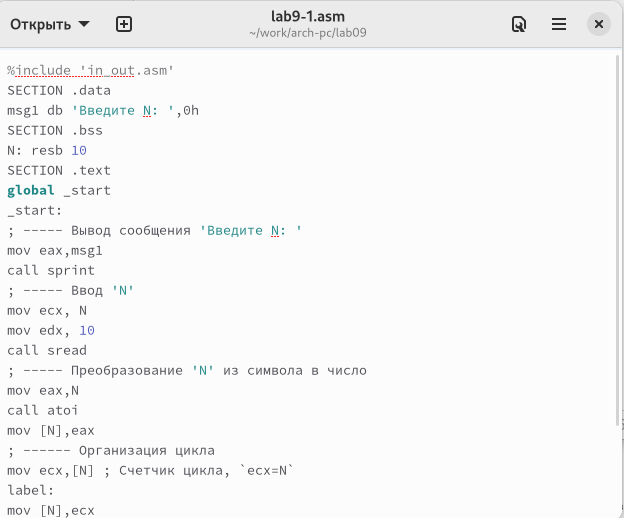 Открыть
lab9-1.asm
~/work/arch-pc/lab09
%include 'in_out.asm'
SECTION .data
msg1 db 'Введите N: ',0h
SECTION .bss
N: resb 10
SECTION .text
global _start
_start:
; ----- Вывод сообщения 'Введите N: '
mov eax,msg1
call sprint
; ----- Ввод 'N'
mov ecx, N
mov edx, 10
call sread
; ----- Преобразование 'N' из символа в число
mov eax,N
call atoi
mov [N],eax
; ------ Организация цикла
mov ecx,[N] ; Счетчик цикла, `ecx=N`
label:
mov [N],ecx